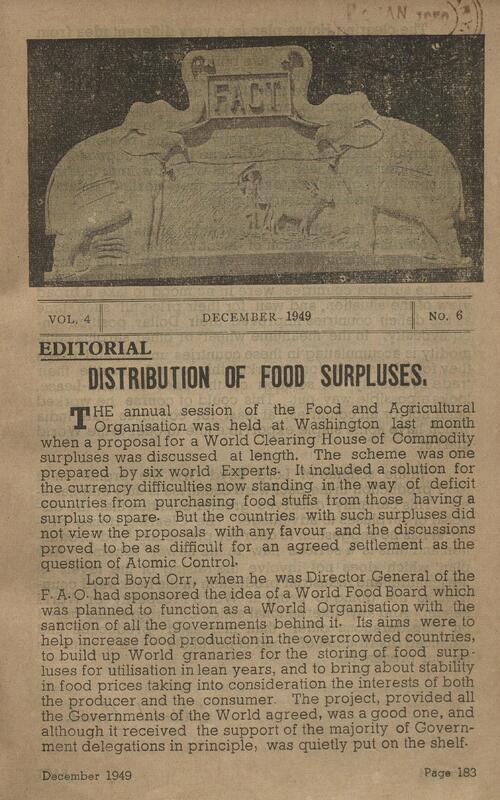 FACT
VOL. 4
DECEMBER 1949
No. 6
EDITORIAL
DISTRIBUTION OF FOOD SURPLUSES.
THE annual session of the Food and Agricultural
Organisation was held at Washington last month
when a proposal for a World Clearing House of Commodity
surpluses was discussed at length. The scheme was one
prepared by six world Experts. It included a solution for
the currency difficulties now standing in the way of deficit
countries from purchasing food stuffs from those having a
surplus to spare. But the countries with such surpluses did
not view the proposals with any favour and the discussions
proved to be as difficult for an agreed settlement as the
question of Atomic Control.
Lord Boyd Orr, when he was Director General of the
F. A. O. had sponsored the idea of a World Food Board which
was planned to function as a World Organisation with the
sanction of all the governments behind it. Its aims were to
help increase food production in the overcrowded countries,
to build up World granaries for the storing of food surp-
luses for utilisation in lean years, and to bring about stability
in food prices taking into consideration the interests of both
the producer and the consumer. The project, provided all
the Governments of the World agreed, was a good one, and
although it received the support of the majority of Govern-
ment delegations in principle, was quietly put on the shelf.
December 1949
Page 183